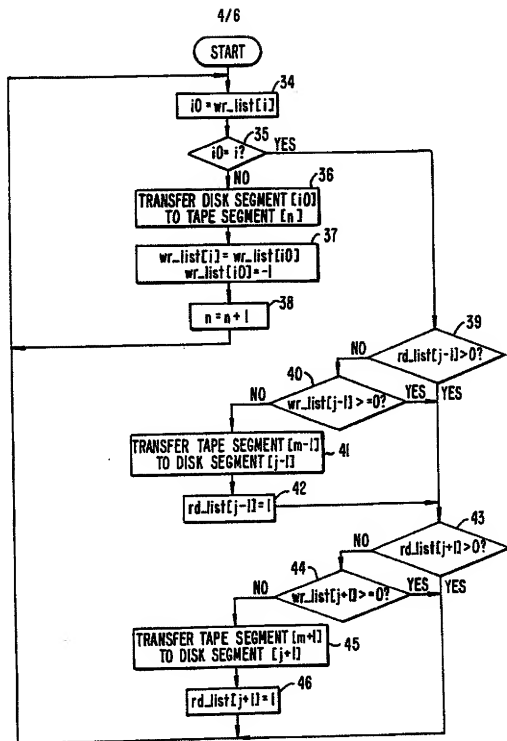 4/6
START
34
i0 = wr_list[i]
35
i0 = i?
YES
NO
36
TRANSFER DISK SEGMENT [i0]
TO TAPE SEGMENT [n]
37
wr_list[i] = wr_list[i0]
wr_list[i0] = -1
38
n = n + 1
39
rd_list[j-1] > 0?
NO
YES
40
wr_list[j-1] > = 0?
NO
YES
TRANSFER TAPE SEGMENT [m-1]
TO DISK SEGMENT [j-1]
41
42
rd_list[j-1] = 1
43
rd_list[j+1] > 0?
NO
YES
44
wr_list[j+1] > = 0?
NO
YES
TRANSFER TAPE SEGMENT [m+1]
TO DISK SEGMENT [j+1]
45
46
rd_list[j+1] = 1